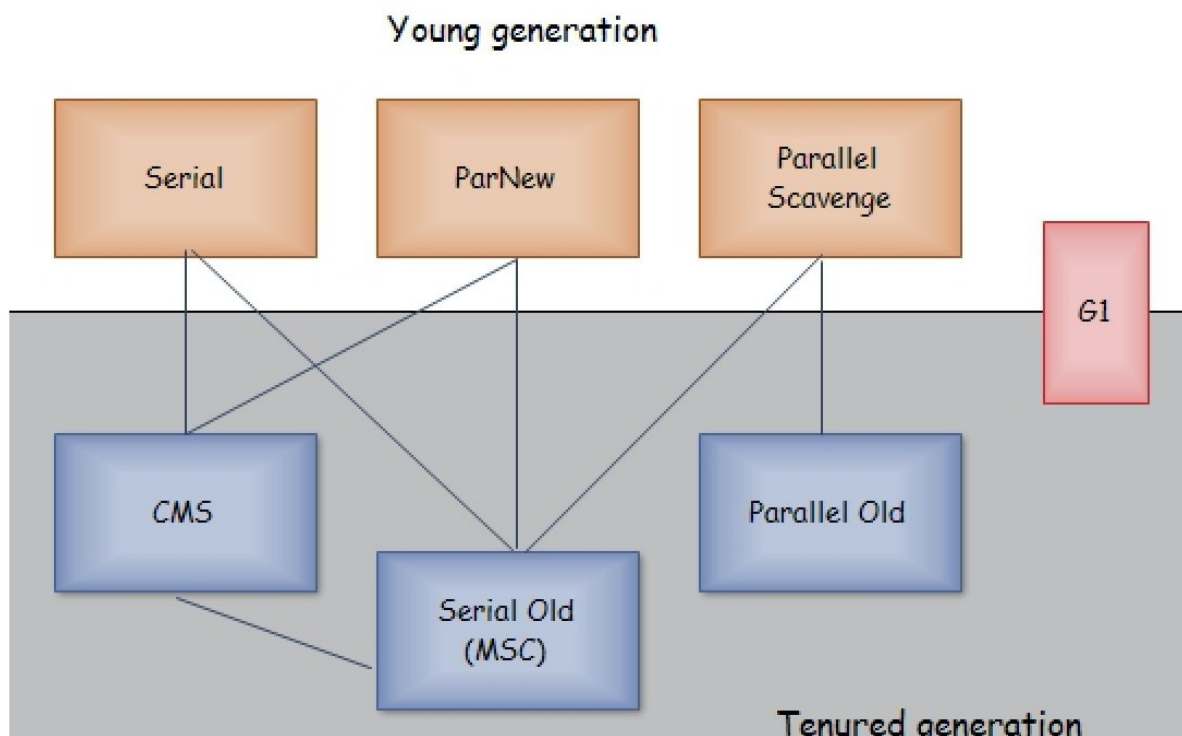 Young generation
Serial
ParNew
Parallel
Scavenge
G1
CMS
Parallel Old
Serial Old
(MSC)
Tenured generation